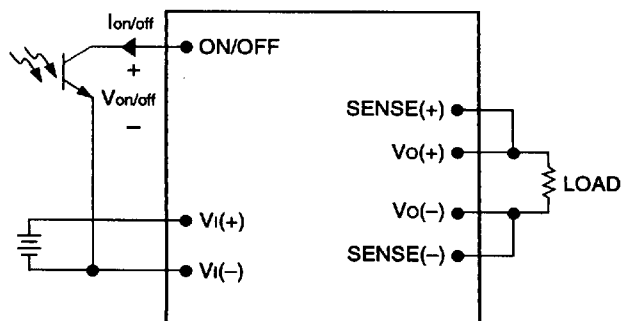 Ion/off
ON/OFF
+
Von/off
−
SENSE(+)
VO(+)
LOAD
VO(−)
SENSE(−)
VI(+)
VI(−)